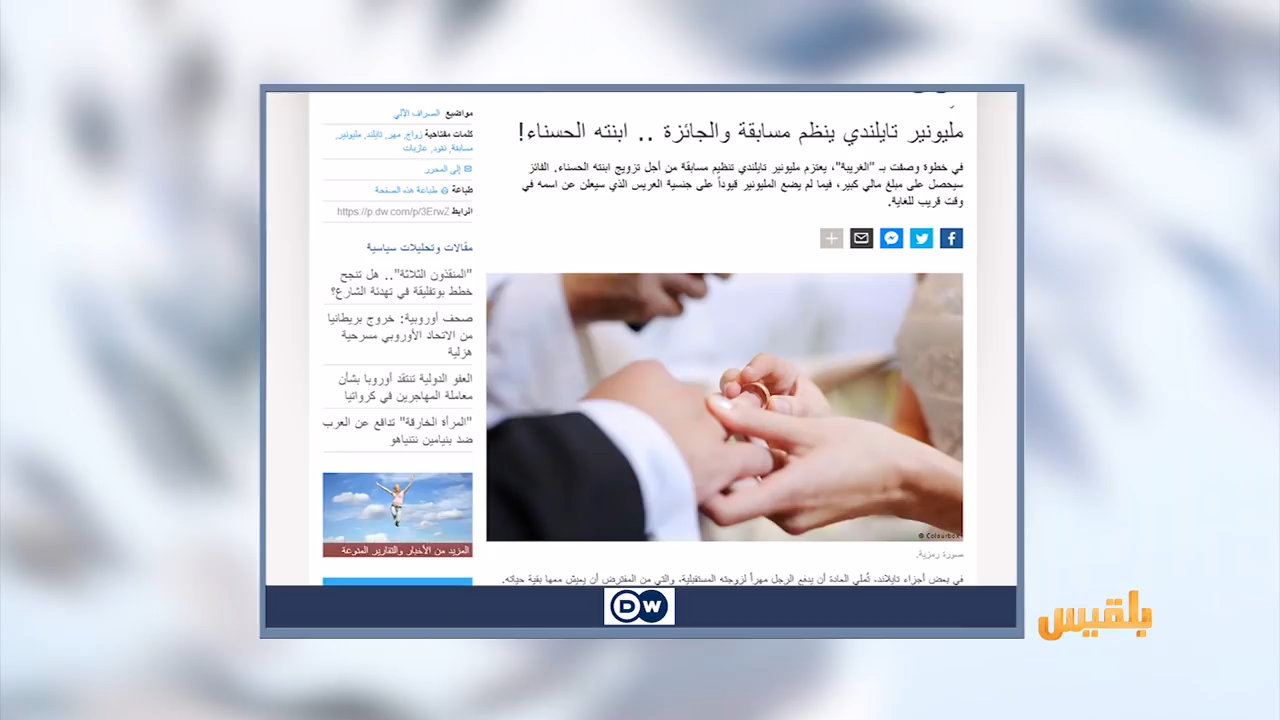 مليونير تايلندي ينظم مسابقة والجائزة .. ابنته الحسناء!
في خطوة وصفت بـ "الغريبة"، يعتزم مليونير تايلندي تنظيم مسابقة من أجل تزويج ابنته الحسناء. الفائز
سيحصل على مبلغ مالي كبير، فيما لم يضع المليونير قيوداً على جنسية العريس الذي سيعلن عن اسمه في
وقت قريب للغاية.
© Colourbox
صورة رمزية.
في بعض أجزاء تايلاند، تُملي العادة أن يدفع الرجل مهراً لزوجته المستقبلية، والتي من المفترض أن يعيش معها بقية حياته.
مواضيع الصراف الآلي
كلمات مفتاحية زواج, مهر, تايلند, مليونير,
مسابقة, نقود, عازبات
إلى المحرر
طباعة طباعة هذه الصفحة
الرابط https://p.dw.com/p/3ErwZ
مقالات وتحليلات سياسية
"المنقذون الثلاثة".. هل تنجح
خطط بوتفليقة في تهدئة الشارع؟
صحف أوروبية: خروج بريطانيا
من الاتحاد الأوروبي مسرحية
هزلية
العفو الدولية تنتقد أوروبا بشأن
معاملة المهاجرين في كرواتيا
"المرأة الخارقة" تدافع عن العرب
ضد بنيامين نتنياهو
المزيد من الأخبار والتقارير المنوعة
DW
بلقيس